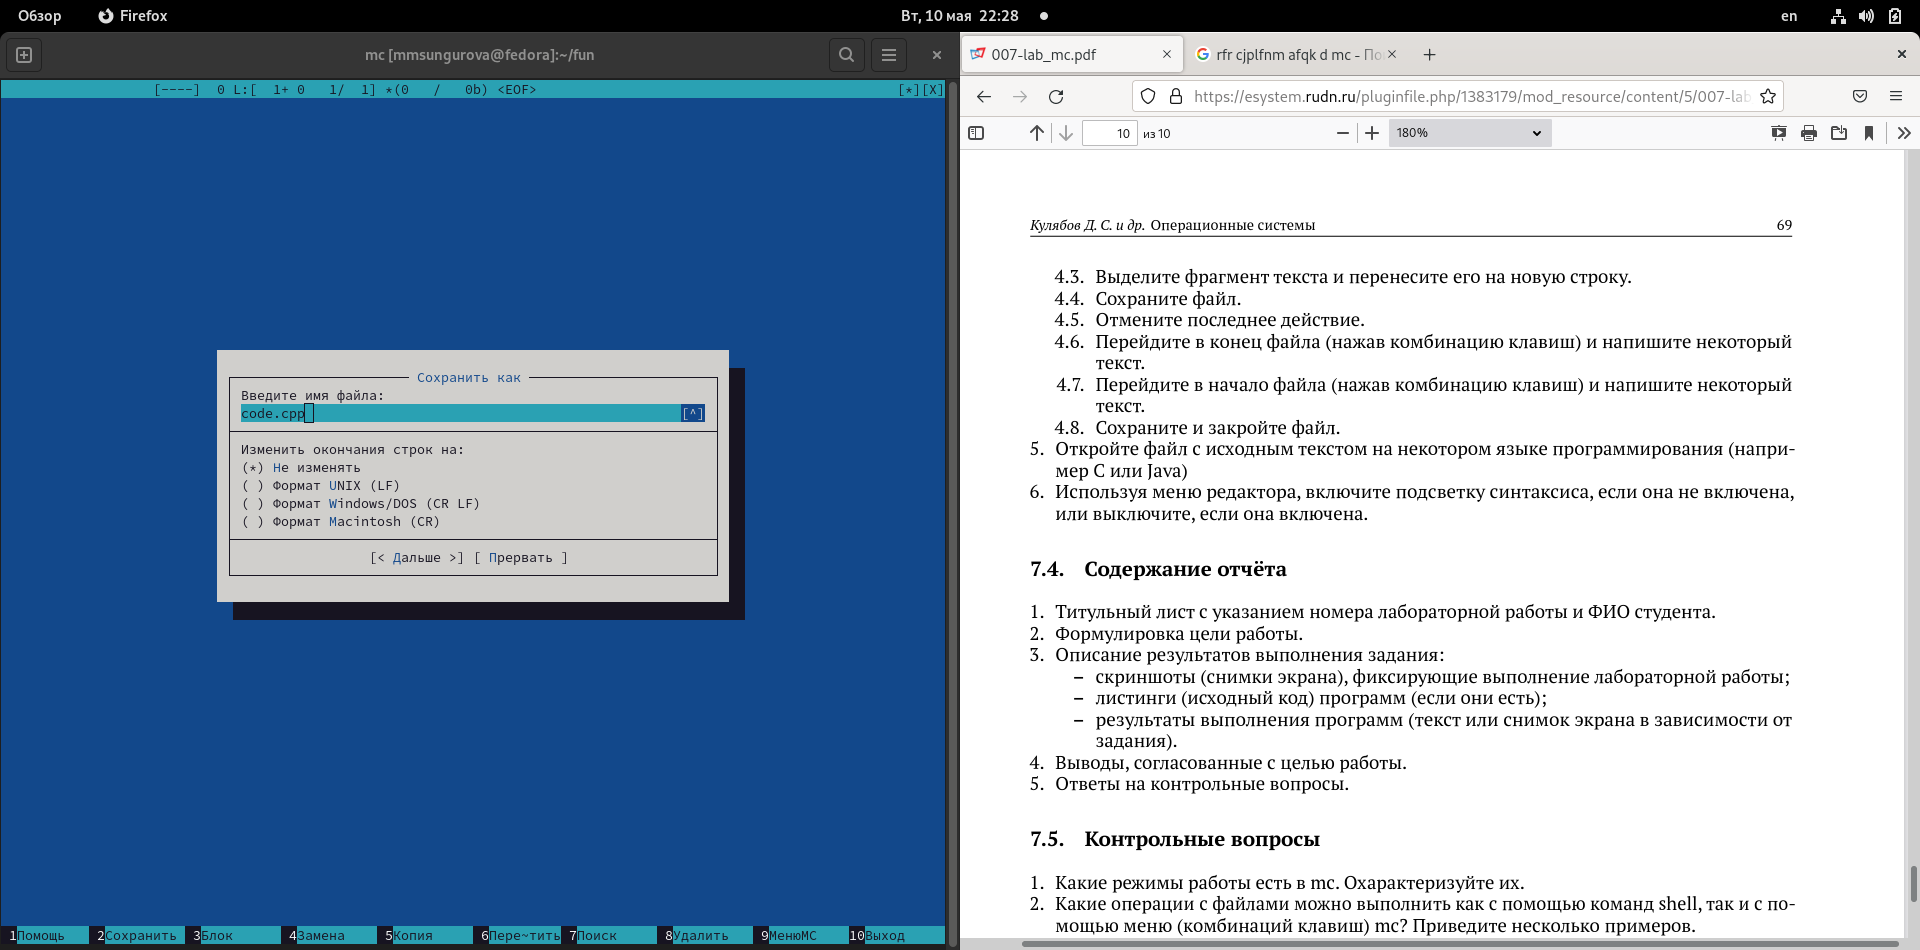 Обзор Firefox Вт, 10 мая 22:28 en
mc [mmsungurova@fedora]:~/fun
[----] 0 L:[ 1+ 0 1/ 1] *(0 / 0b) <EOF> [*][X]
Сохранить как
Введите имя файла:
code.cpp [^]
Изменить окончания строк на:
(*) Не изменять
( ) Формат UNIX (LF)
( ) Формат Windows/DOS (CR LF)
( ) Формат Macintosh (CR)
[< Дальше >] [ Прервать ]
1Помощь 2Сохранить 3Блок 4Замена 5Копия 6Пере~тить 7Поиск 8Удалить 9МенюMC 10Выход
007-lab_mc.pdf rfr cjplfnm afqk d mc - По
https://esystem.rudn.ru/pluginfile.php/1383179/mod_resource/content/5/007-lab
10 из 10 180%
Кулябов Д. С. и др. Операционные системы 69
4.3. Выделите фрагмент текста и перенесите его на новую строку.
4.4. Сохраните файл.
4.5. Отмените последнее действие.
4.6. Перейдите в конец файла (нажав комбинацию клавиш) и напишите некоторый
текст.
4.7. Перейдите в начало файла (нажав комбинацию клавиш) и напишите некоторый
текст.
4.8. Сохраните и закройте файл.
5. Откройте файл с исходным текстом на некотором языке программирования (напри-
мер C или Java)
6. Используя меню редактора, включите подсветку синтаксиса, если она не включена,
или выключите, если она включена.
7.4. Содержание отчёта
1. Титульный лист с указанием номера лабораторной работы и ФИО студента.
2. Формулировка цели работы.
3. Описание результатов выполнения задания:
– скриншоты (снимки экрана), фиксирующие выполнение лабораторной работы;
– листинги (исходный код) программ (если они есть);
– результаты выполнения программ (текст или снимок экрана в зависимости от
задания).
4. Выводы, согласованные с целью работы.
5. Ответы на контрольные вопросы.
7.5. Контрольные вопросы
1. Какие режимы работы есть в mc. Охарактеризуйте их.
2. Какие операции с файлами можно выполнить как с помощью команд shell, так и с по-
мощью меню (комбинаций клавиш) mc? Приведите несколько примеров.